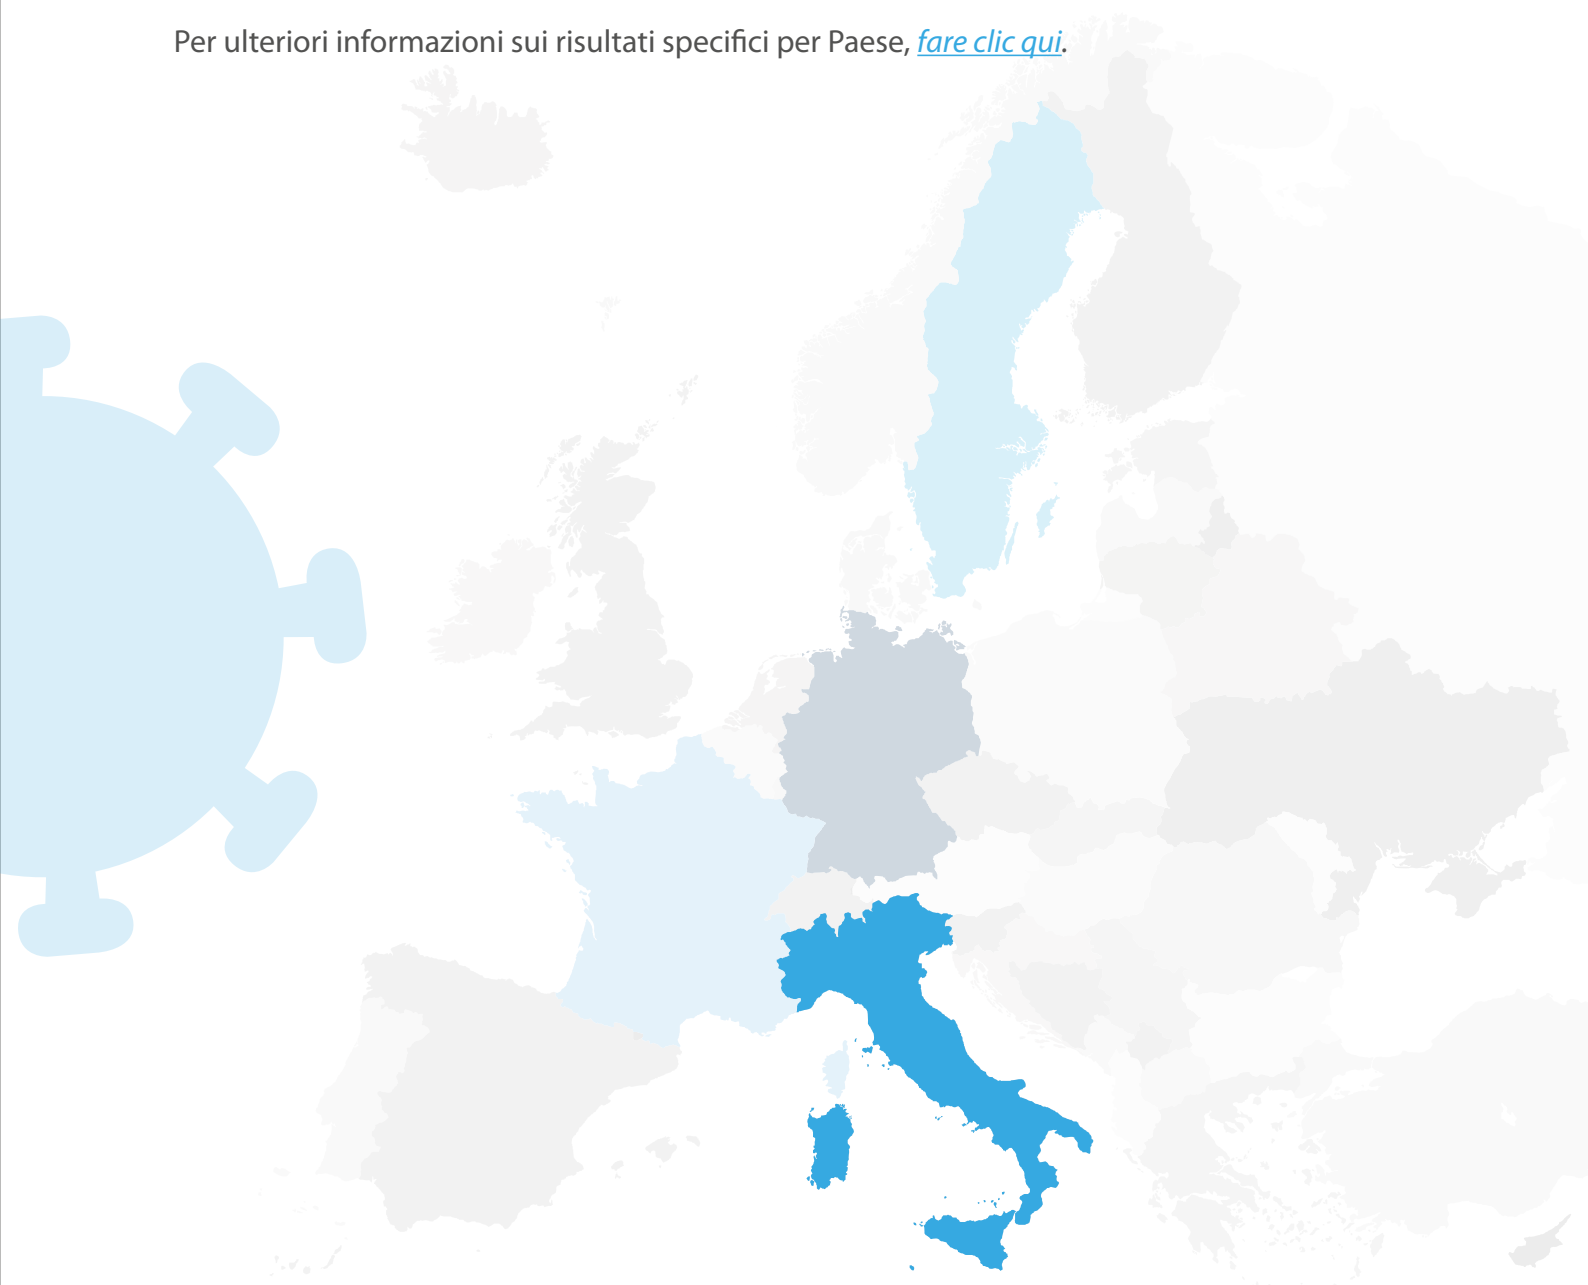 Per ulteriori informazioni sui risultati specifici per Paese, fare clic qui.